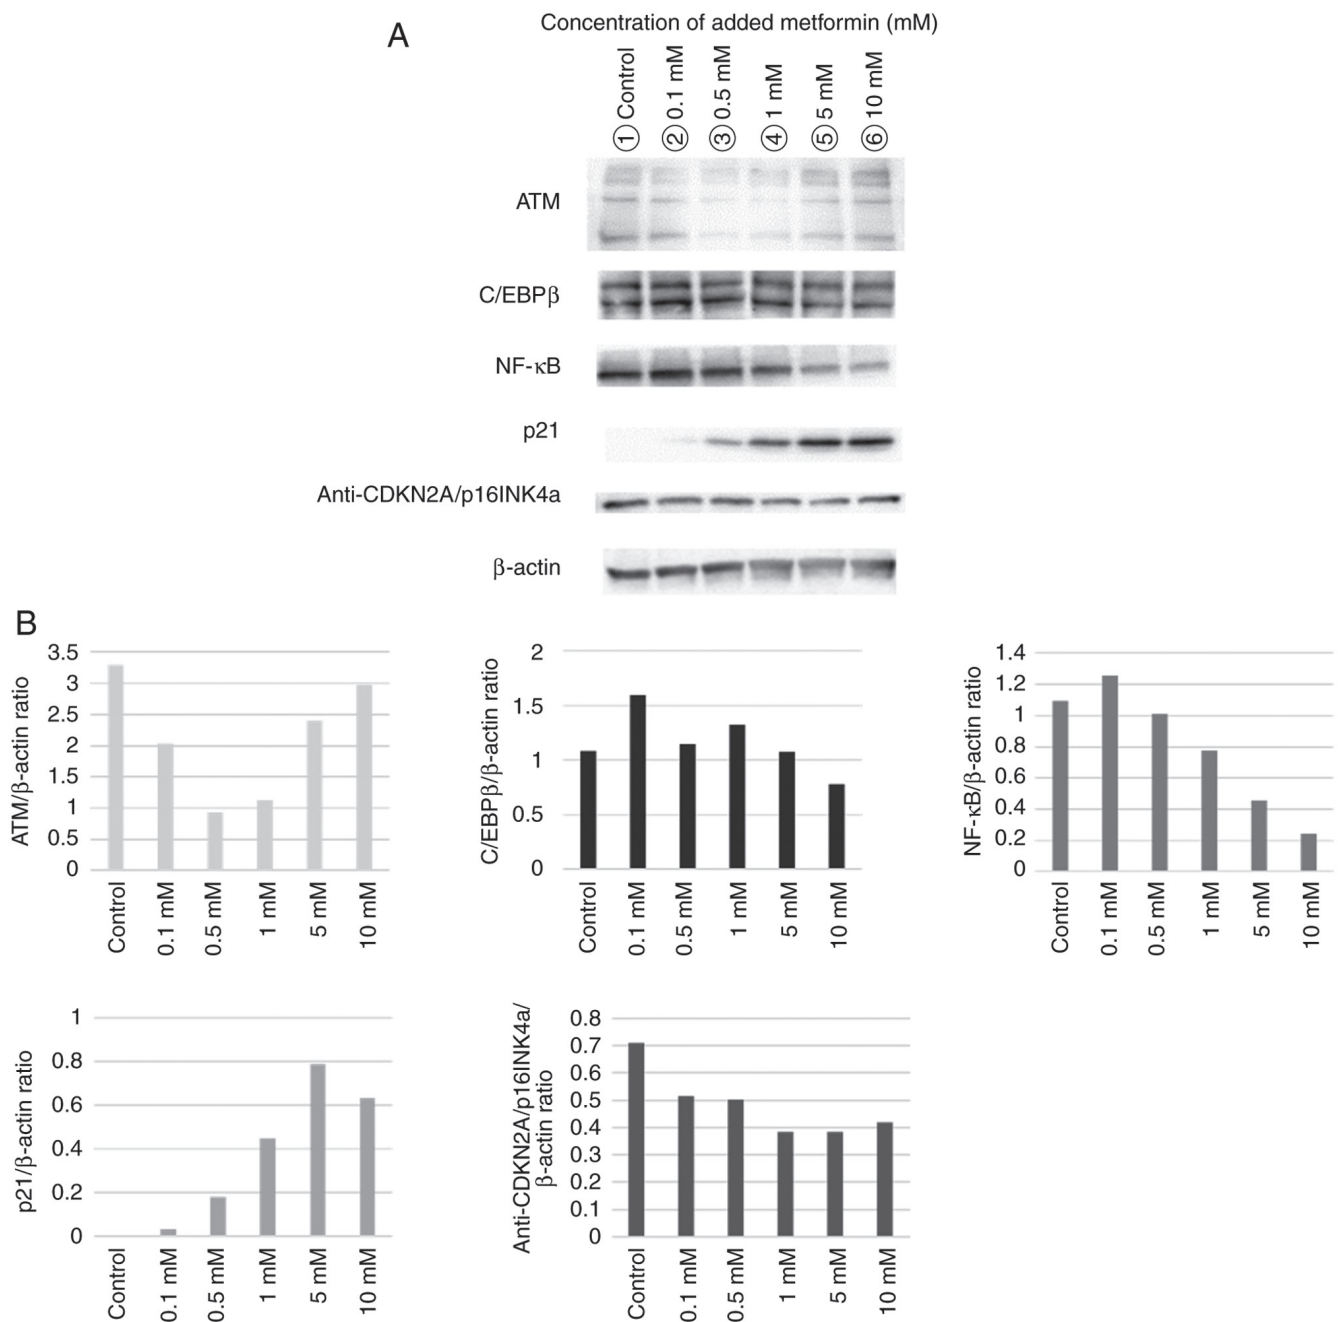 A
Concentration of added metformin (mM)
① Control
② 0.1 mM
③ 0.5 mM
④ 1 mM
⑤ 5 mM
⑥ 10 mM
ATM
C/EBPβ
NF-κB
p21
Anti-CDKN2A/p16INK4a
β-actin
B
ATM/β-actin ratio
3.5
3
2.5
2
1.5
1
0.5
0
Control
0.1 mM
0.5 mM
1 mM
5 mM
10 mM
C/EBPβ/β-actin ratio
2
1.5
1
0.5
0
Control
0.1 mM
0.5 mM
1 mM
5 mM
10 mM
NF-κB/β-actin ratio
1.4
1.2
1
0.8
0.6
0.4
0.2
0
Control
0.1 mM
0.5 mM
1 mM
5 mM
10 mM
p21/β-actin ratio
1
0.8
0.6
0.4
0.2
0
Control
0.1 mM
0.5 mM
1 mM
5 mM
10 mM
Anti-CDKN2A/p16INK4a/
β-actin ratio
0.8
0.7
0.6
0.5
0.4
0.3
0.2
0.1
0
Control
0.1 mM
0.5 mM
1 mM
5 mM
10 mM